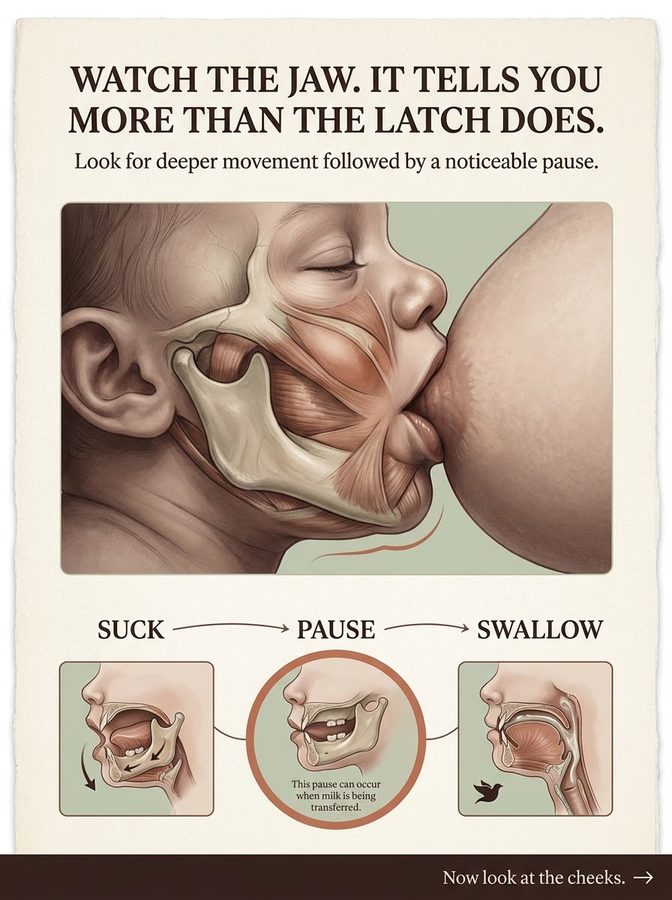 WATCH THE JAW. IT TELLS YOU
MORE THAN THE LATCH DOES.
Look for deeper movement followed by a noticeable pause.
SUCK → PAUSE → SWALLOW
This pause can occur
when milk is being
transferred.
Now look at the cheeks. →